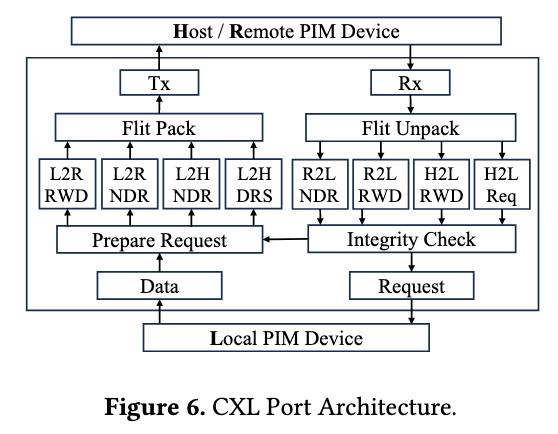 Host / Remote PIM Device
Tx
Rx
Flit Pack
Flit Unpack
L2R
RWD
L2R
NDR
L2H
NDR
L2H
DRS
R2L
NDR
R2L
RWD
H2L
RWD
H2L
Req
Prepare Request
Integrity Check
Data
Request
Local PIM Device
Figure 6. CXL Port Architecture.